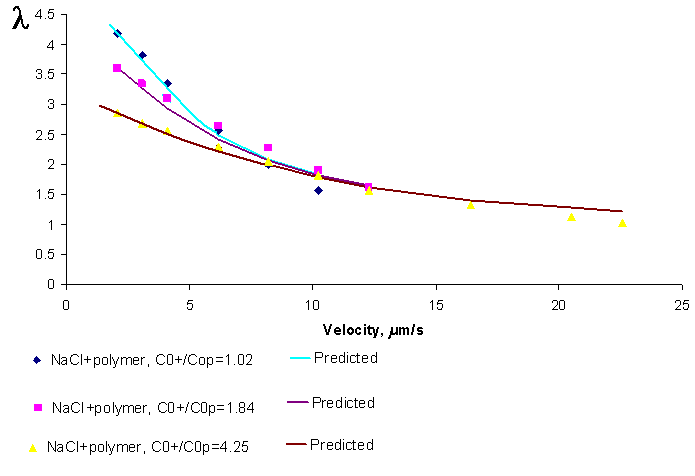 λ
4.5
4
3.5
3
2.5
2
1.5
1
0.5
0
0 5 10 15 20 25
Velocity, μm/s
NaCl+polymer, C0+/Cop=1.02 Predicted
NaCl+polymer, C0+/C0p=1.84 Predicted
NaCl+polymer, C0+/C0p=4.25 Predicted